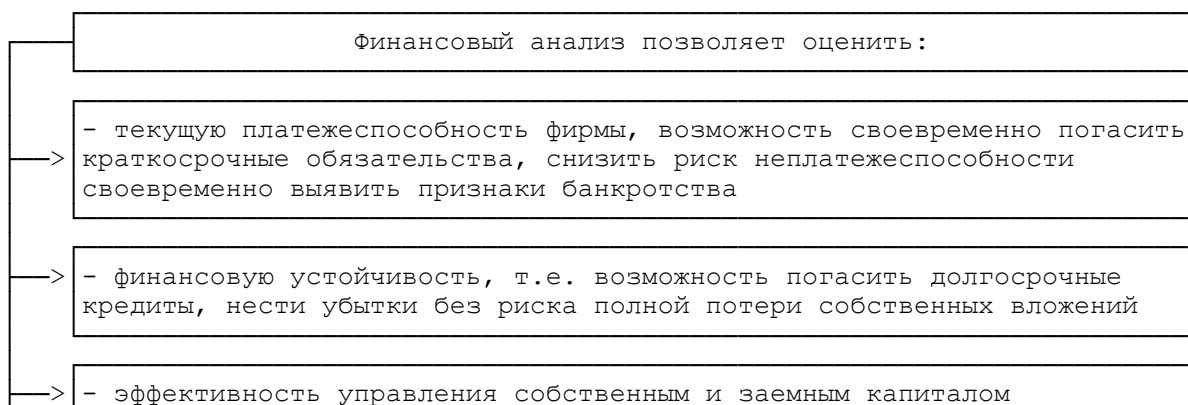 Финансовый анализ позволяет оценить:
- текущую платежеспособность фирмы, возможность своевременно погасить
краткосрочные обязательства, снизить риск неплатежеспособности
своевременно выявить признаки банкротства
- финансовую устойчивость, т.е. возможность погасить долгосрочные
кредиты, нести убытки без риска полной потери собственных вложений
- эффективность управления собственным и заемным капиталом